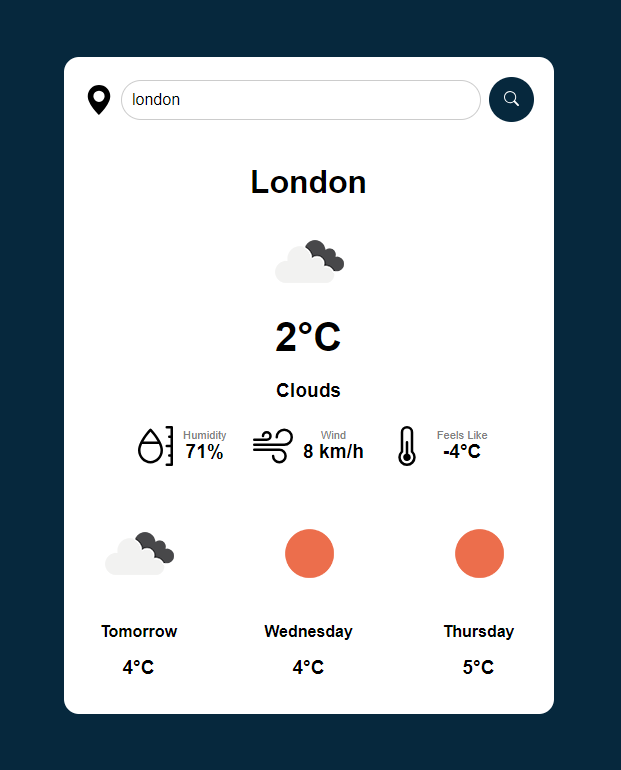 london
London
2°C
Clouds
Humidity Wind Feels Like
71% 8 km/h -4°C
Tomorrow Wednesday Thursday
4°C 4°C 5°C